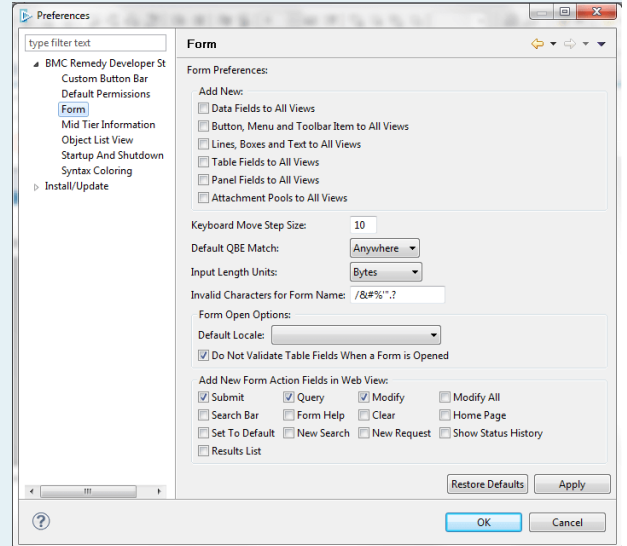 Preferences
type filter text
BMC Remedy Developer St
Custom Button Bar
Default Permissions
Form
Mid Tier Information
Object List View
Startup And Shutdown
Syntax Coloring
Install/Update
Form
Form Preferences:
Add New:
Data Fields to All Views
Button, Menu and Toolbar Item to All Views
Lines, Boxes and Text to All Views
Table Fields to All Views
Panel Fields to All Views
Attachment Pools to All Views
Keyboard Move Step Size: 10
Default QBE Match: Anywhere
Input Length Units: Bytes
Invalid Characters for Form Name: /&#%'".?
Form Open Options:
Default Locale:
Do Not Validate Table Fields When a Form is Opened
Add New Form Action Fields in Web View:
Submit Query Modify Modify All
Search Bar Form Help Clear Home Page
Set To Default New Search New Request Show Status History
Results List
Restore Defaults Apply
OK Cancel